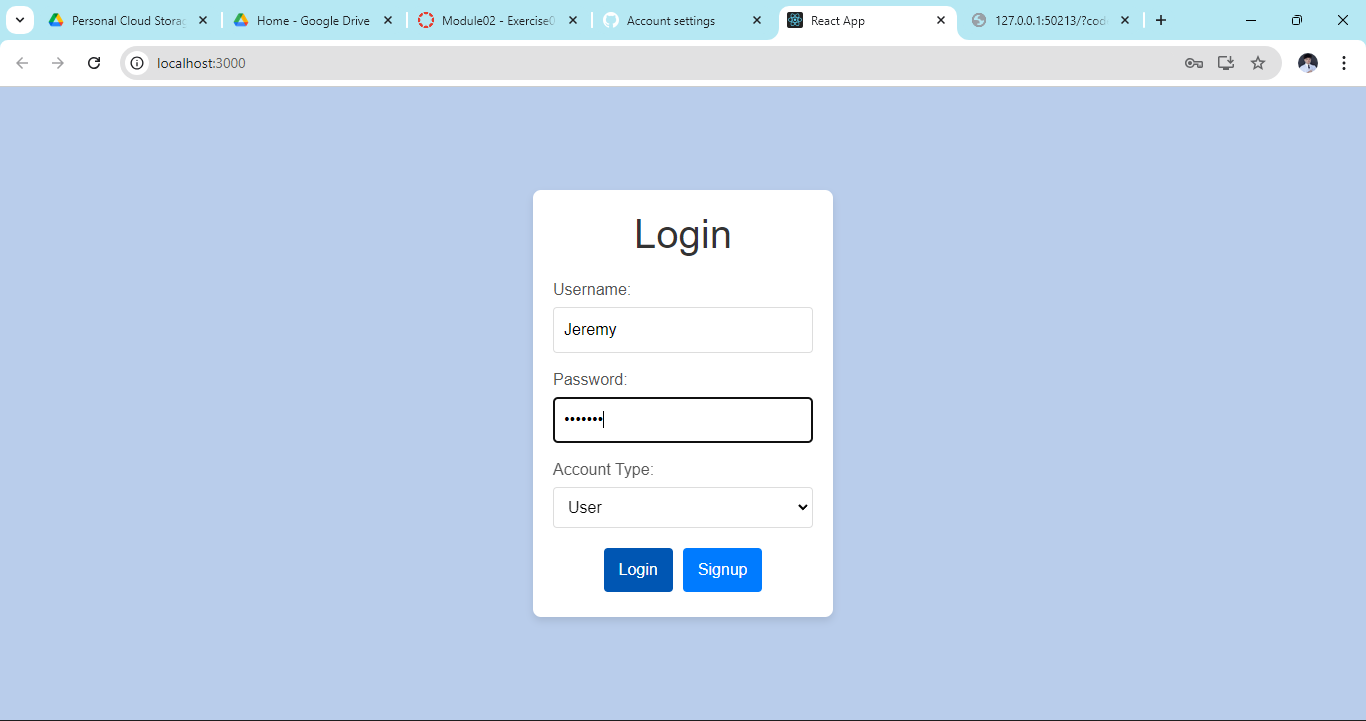 Personal Cloud Storag
Home - Google Drive
Module02 - Exercise0
Account settings
React App
127.0.0.1:50213/?cod
localhost:3000
Login
Username:
Jeremy
Password:
•••••••
Account Type:
User
Login
Signup